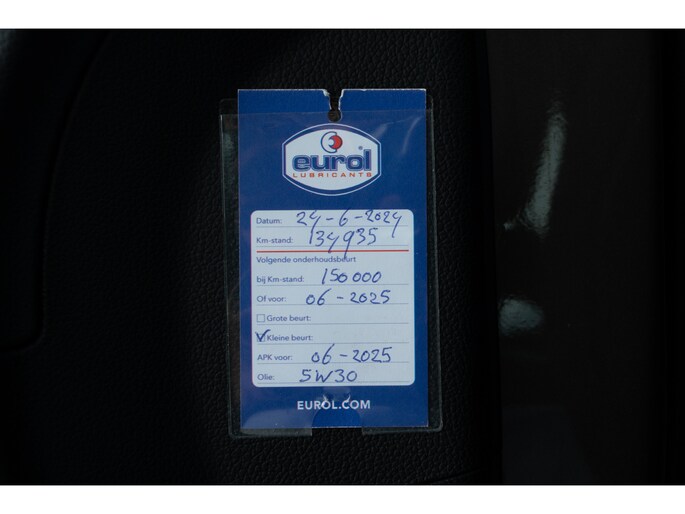 eurol
LUBRICANTS
Datum: 24-6-2024
Km-stand: 134935
Volgende onderhoudsbeurt
bij Km-stand: 150000
Of voor: 06-2025
Grote beurt:
Kleine beurt:
APK voor: 06-2025
Olie: 5W30
EUROL.COM